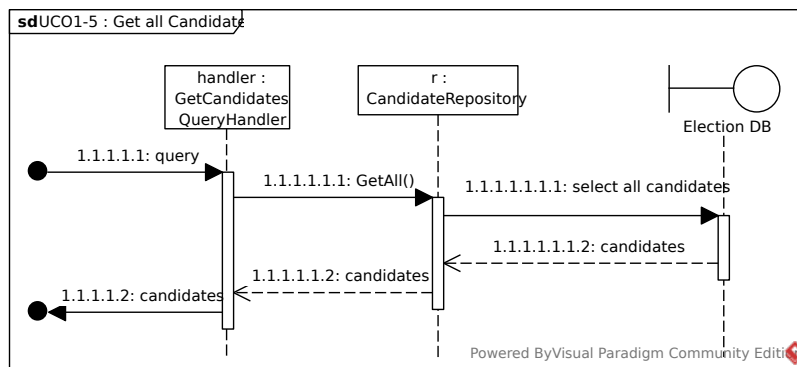 sdUCO1-5 : Get all Candidate
handler :
GetCandidates
QueryHandler
r :
CandidateRepository
Election DB
1.1.1.1.1: query
1.1.1.1.1.1: GetAll()
1.1.1.1.1.1.1: select all candidates
1.1.1.1.1.1.2: candidates
1.1.1.1.1.2: candidates
1.1.1.1.2: candidates
Powered ByVisual Paradigm Community Editi